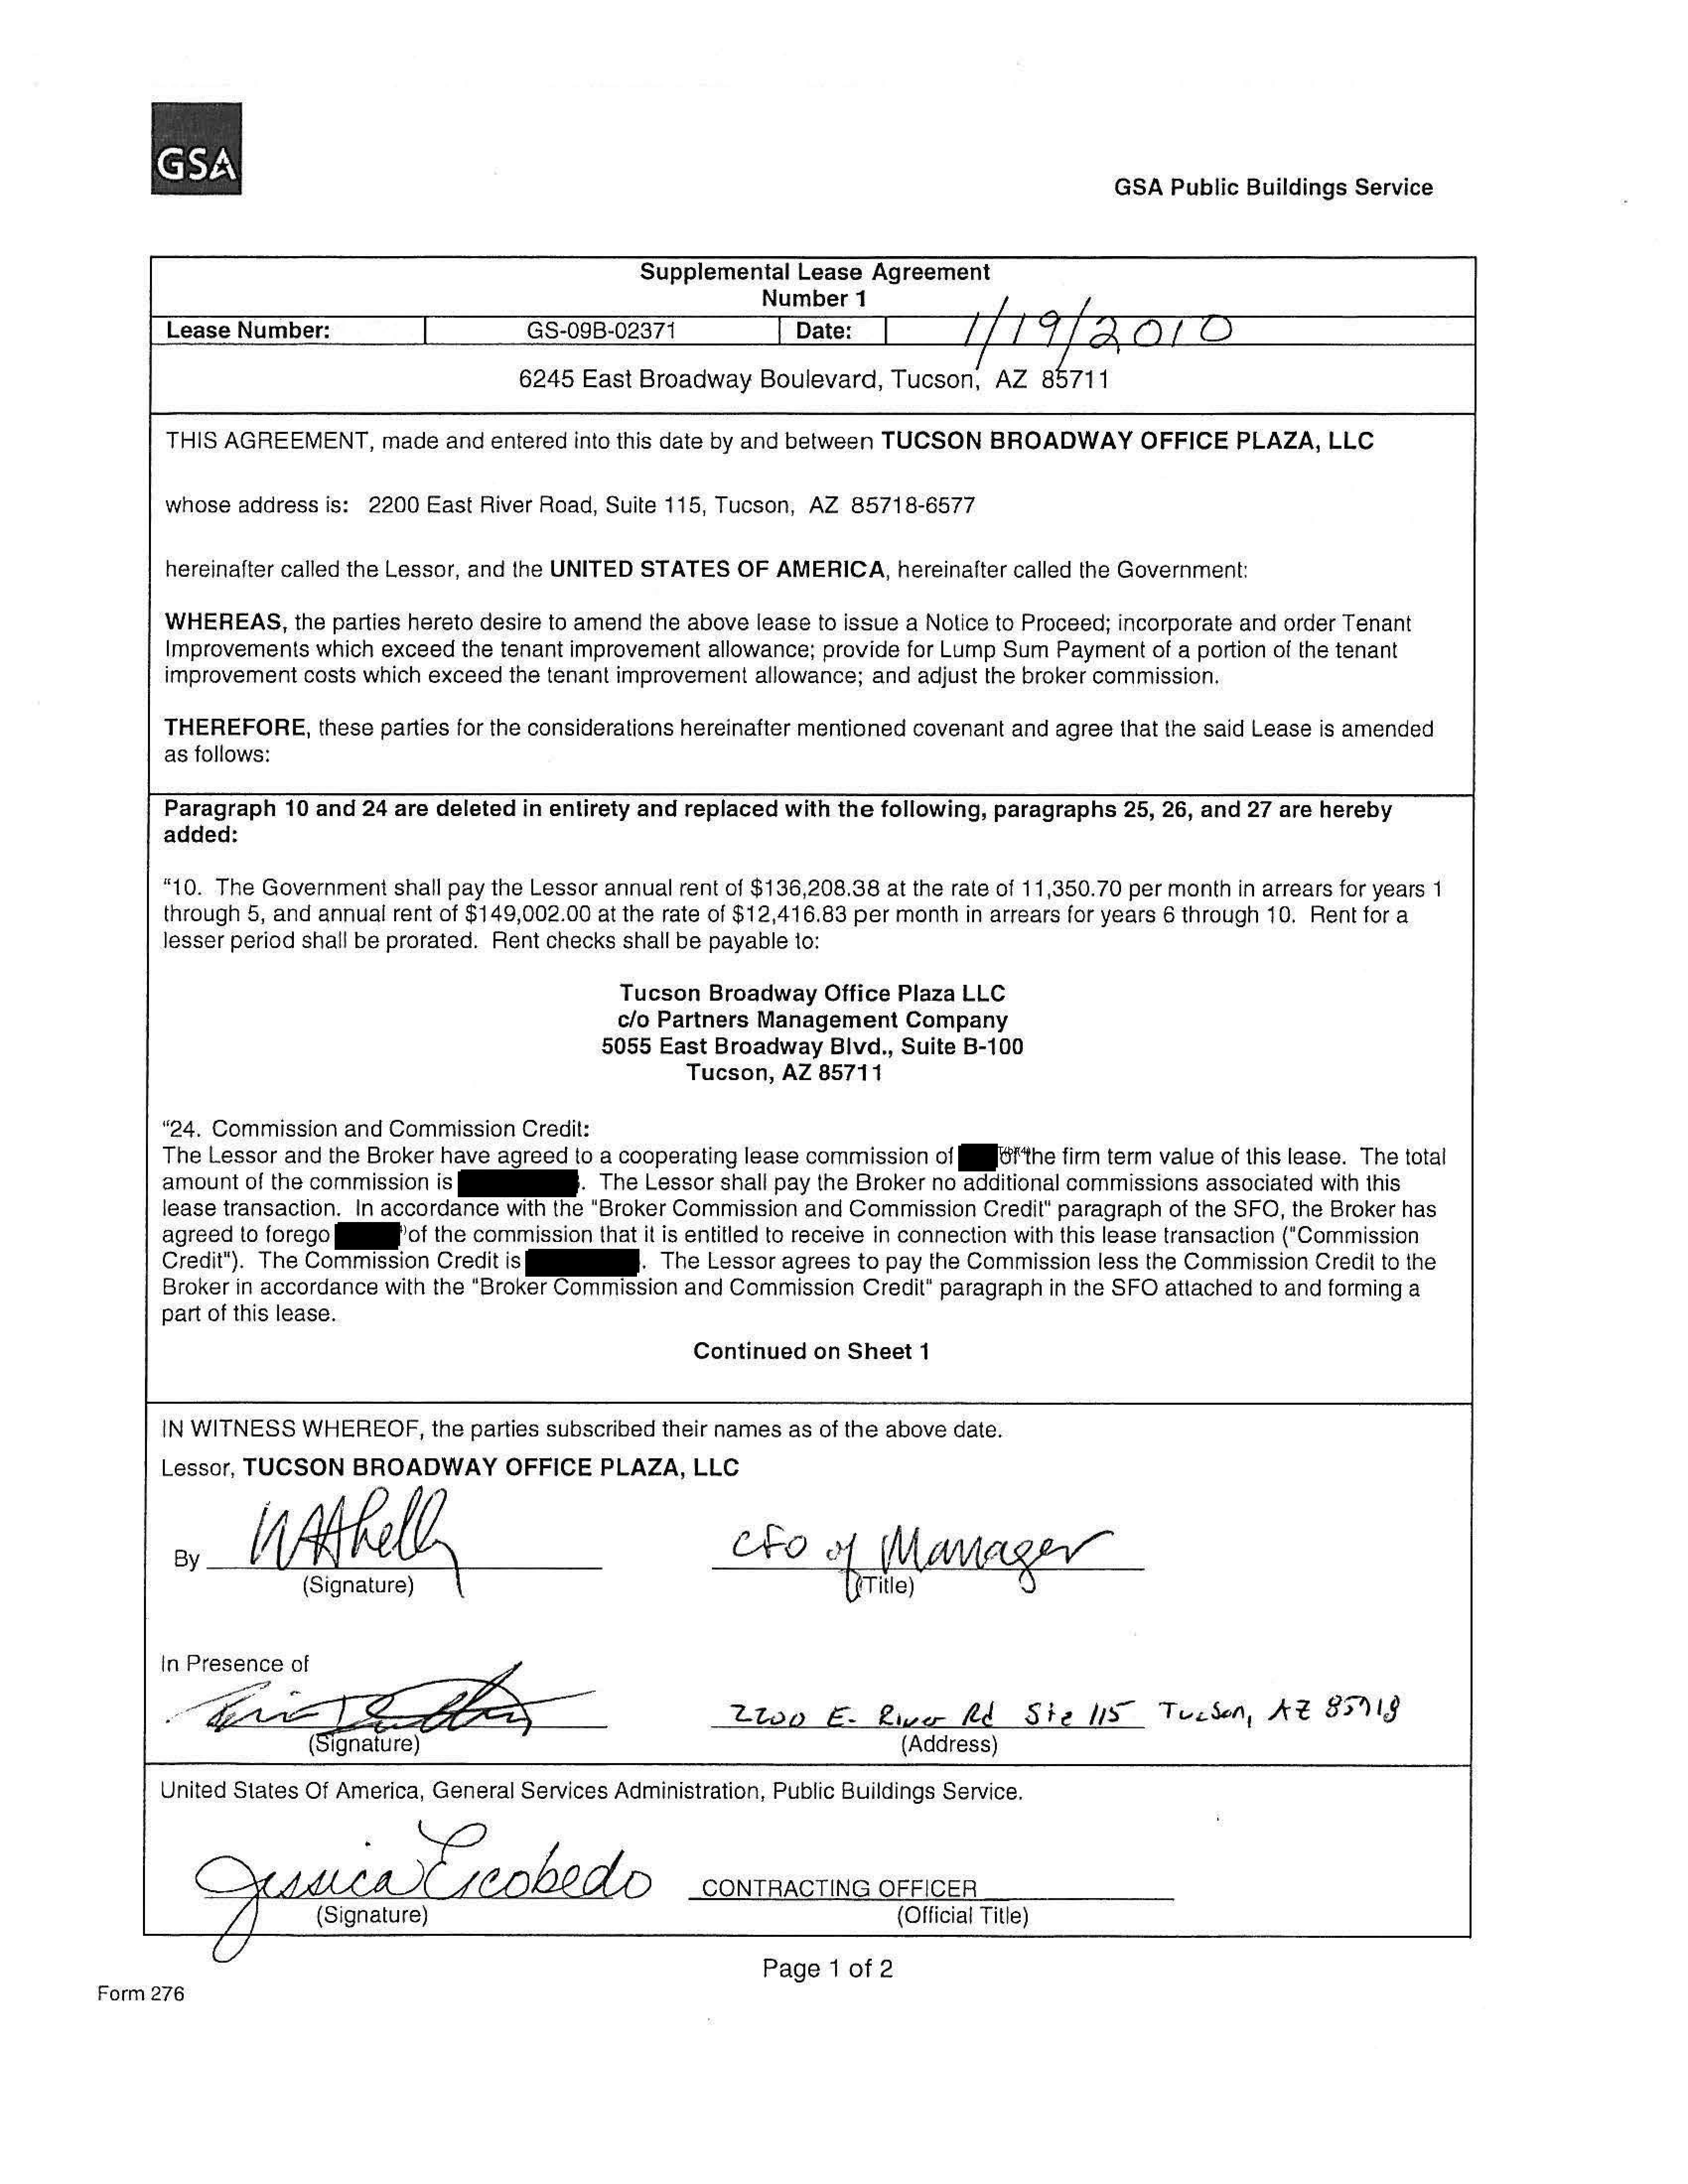 GSA
GSA Public Buildings Service
Supplemental Lease Agreement
Number 1
Lease Number: GS-09B-02371 Date: 1/19/2010
6245 East Broadway Boulevard, Tucson, AZ 85711
THIS AGREEMENT, made and entered into this date by and between TUCSON BROADWAY OFFICE PLAZA, LLC
whose address is: 2200 East River Road, Suite 115, Tucson, AZ 85718-6577
hereinafter called the Lessor, and the UNITED STATES OF AMERICA, hereinafter called the Government:
WHEREAS, the parties hereto desire to amend the above lease to issue a Notice to Proceed; incorporate and order Tenant
Improvements which exceed the tenant improvement allowance; provide for Lump Sum Payment of a portion of the tenant
improvement costs which exceed the tenant improvement allowance; and adjust the broker commission.
THEREFORE, these parties for the considerations hereinafter mentioned covenant and agree that the said Lease is amended
as follows:
Paragraph 10 and 24 are deleted in entirety and replaced with the following, paragraphs 25, 26, and 27 are hereby
added:
"10. The Government shall pay the Lessor annual rent of $136,208.38 at the rate of 11,350.70 per month in arrears for years 1
through 5, and annual rent of $149,002.00 at the rate of $12,416.83 per month in arrears for years 6 through 10. Rent for a
lesser period shall be prorated. Rent checks shall be payable to:
Tucson Broadway Office Plaza LLC
c/o Partners Management Company
5055 East Broadway Blvd., Suite B-100
Tucson, AZ 85711
"24. Commission and Commission Credit:
The Lessor and the Broker have agreed to a cooperating lease commission of of the firm term value of this lease. The total
amount of the commission is . The Lessor shall pay the Broker no additional commissions associated with this
lease transaction. In accordance with the "Broker Commission and Commission Credit" paragraph of the SFO, the Broker has
agreed to forego of the commission that it is entitled to receive in connection with this lease transaction ("Commission
Credit"). The Commission Credit is . The Lessor agrees to pay the Commission less the Commission Credit to the
Broker in accordance with the "Broker Commission and Commission Credit" paragraph in the SFO attached to and forming a
part of this lease.
Continued on Sheet 1
IN WITNESS WHEREOF, the parties subscribed their names as of the above date.
Lessor, TUCSON BROADWAY OFFICE PLAZA, LLC
By CFO of Manager
(Signature) (Title)
In Presence of
2200 E. River Rd Ste 115 Tucson, AZ 85718
(Signature) (Address)
United States Of America, General Services Administration, Public Buildings Service.
Jessica Escobedo CONTRACTING OFFICER
(Signature) (Official Title)
Page 1 of 2
Form 276